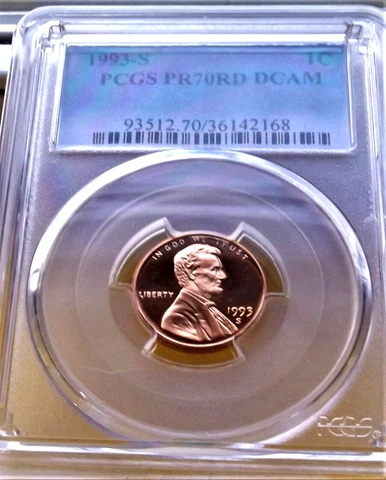 1993-S 1C
PCGS PR70RD DCAM
93512.70/36142168
IN GOD WE TRUST
LIBERTY
1993
S
PCGS